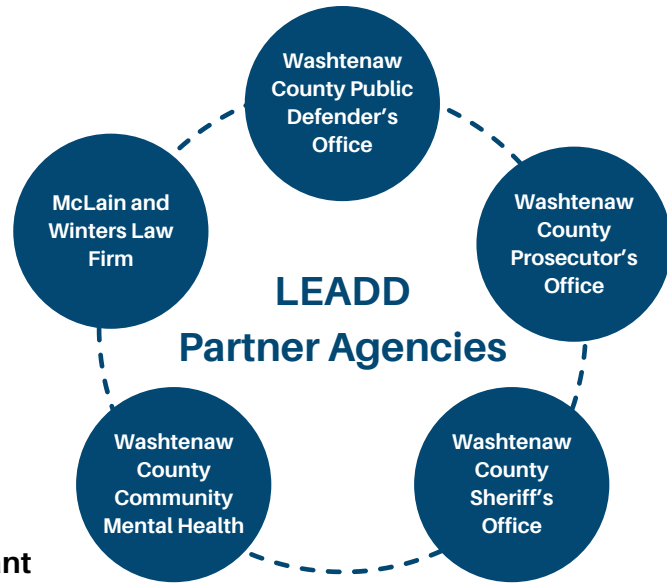 Washtenaw
County Public
Defender's
Office
McLain and
Winters Law
Firm
Washtenaw
County
Prosecutor's
Office
LEADD
Partner Agencies
Washtenaw
County
Community
Mental Health
Washtenaw
County
Sheriff's
Office
ant